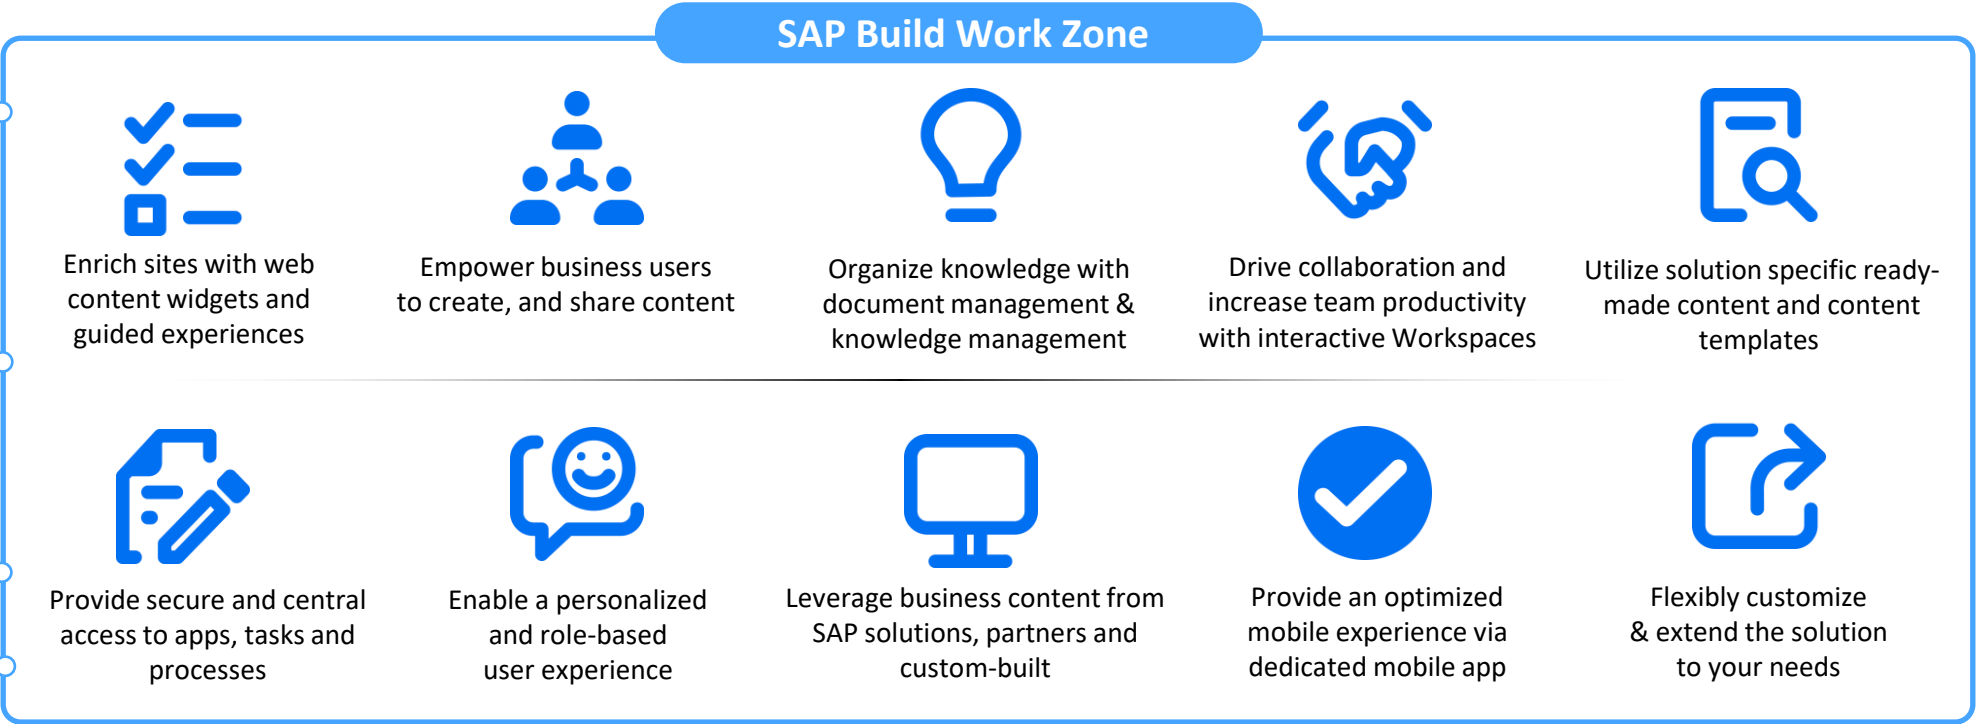 SAP Build Work Zone
Enrich sites with web
content widgets and
guided experiences
Empower business users
to create, and share content
Organize knowledge with
document management &
knowledge management
Drive collaboration and
increase team productivity
with interactive Workspaces
Utilize solution specific ready-
made content and content
templates
Provide secure and central
access to apps, tasks and
processes
Enable a personalized
and role-based
user experience
Leverage business content from
SAP solutions, partners and
custom-built
Provide an optimized
mobile experience via
dedicated mobile app
Flexibly customize
& extend the solution
to your needs